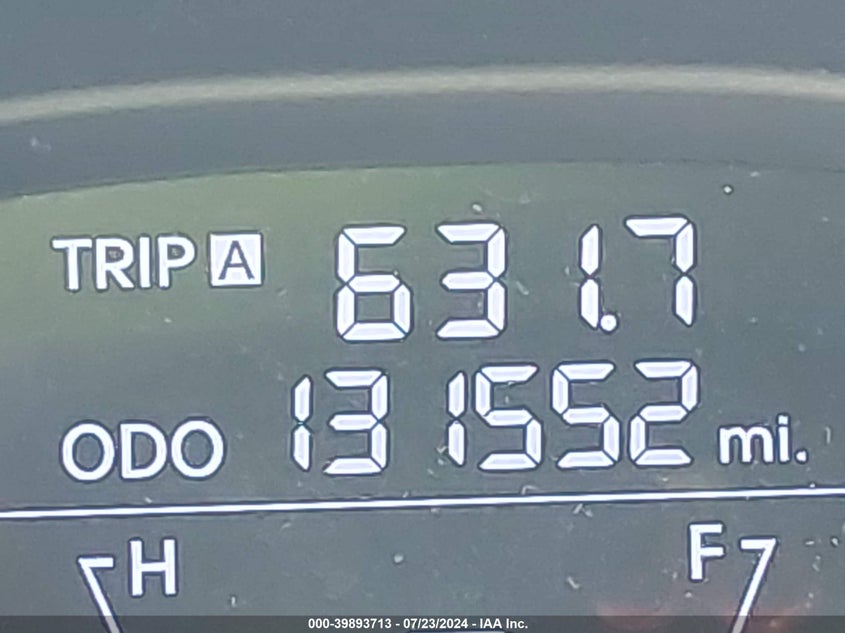 TRIP A 631.7
ODO 131552 mi.
H F
000-39893713 - 07/23/2024 - IAA Inc.